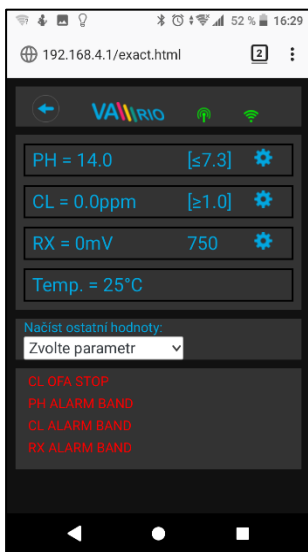 52 % 16:29
192.168.4.1/exact.html 2
VARIO
PH = 14.0 [≤7.3]
CL = 0.0ppm [≥1.0]
RX = 0mV 750
Temp. = 25°C
Načíst ostatní hodnoty:
Zvolte parametr
CL OFA STOP
PH ALARM BAND
CL ALARM BAND
RX ALARM BAND